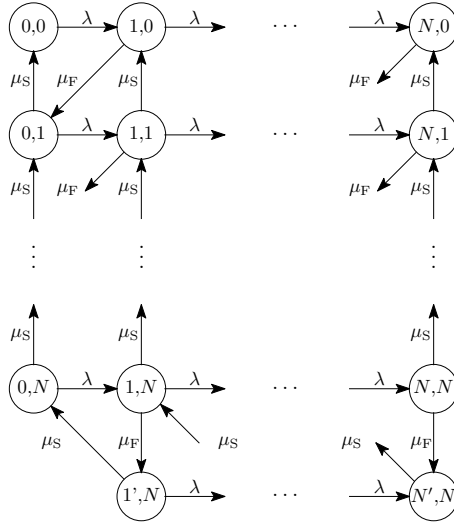 0,0 λ 1,0 λ ··· λ N,0
μS μF μS μF μS
0,1 λ 1,1 λ ··· λ N,1
μS μF μS μF μS
⋮ ⋮ ⋮
μS μS μS
0,N λ 1,N λ ··· λ N,N
μS μF μS μS μF
1',N λ ··· λ N',N